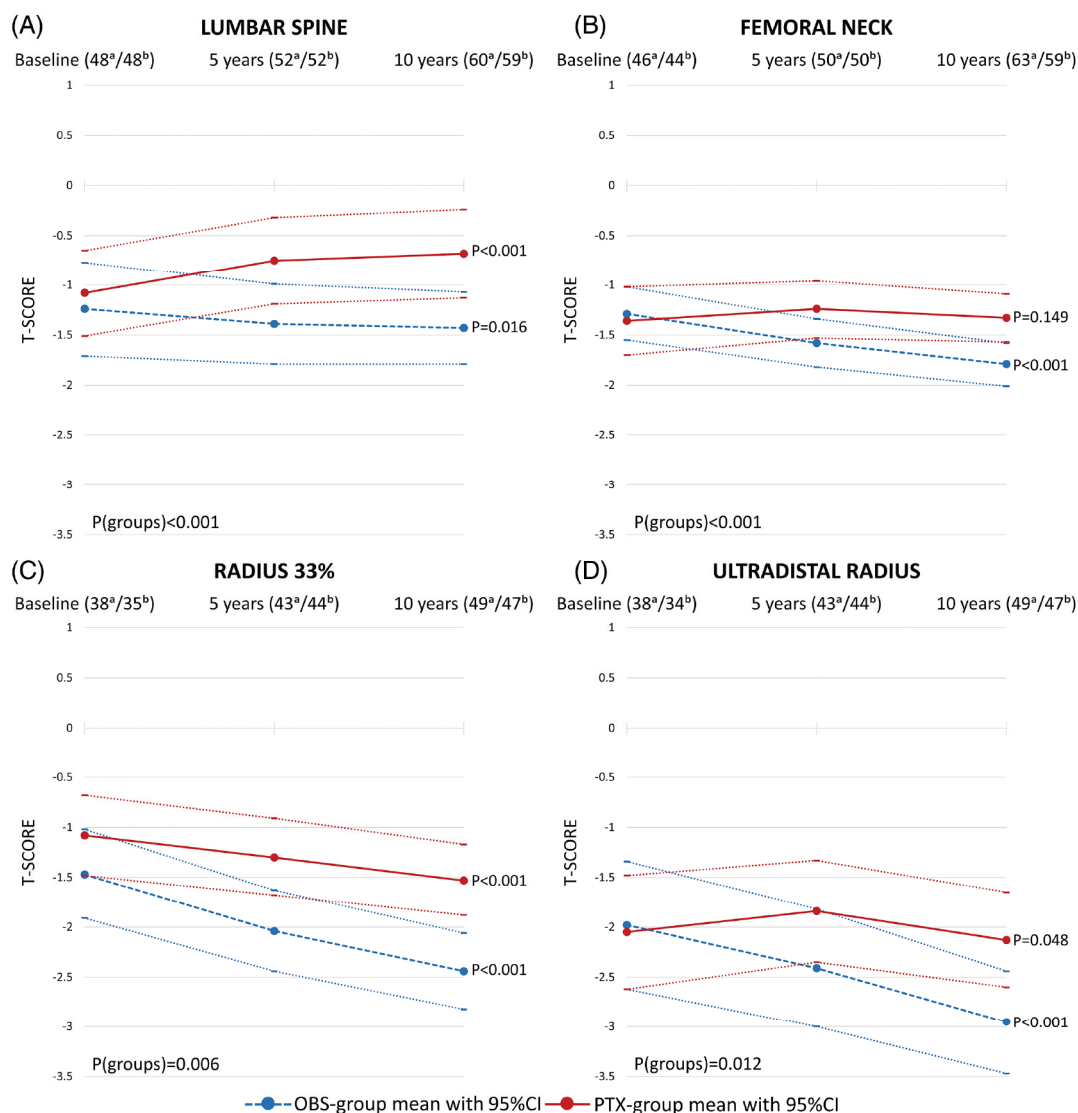 (A) LUMBAR SPINE
Baseline (48ᵃ/48ᵇ) 5 years (52ᵃ/52ᵇ) 10 years (60ᵃ/59ᵇ)
1
0.5
0
-0.5
-1
-1.5
-2
-2.5
-3
-3.5
T-SCORE
P<0.001
P=0.016
P(groups)<0.001
(B) FEMORAL NECK
Baseline (46ᵃ/44ᵇ) 5 years (50ᵃ/50ᵇ) 10 years (63ᵃ/59ᵇ)
1
0.5
0
-0.5
-1
-1.5
-2
-2.5
-3
-3.5
T-SCORE
P=0.149
P<0.001
P(groups)<0.001
(C) RADIUS 33%
Baseline (38ᵃ/35ᵇ) 5 years (43ᵃ/44ᵇ) 10 years (49ᵃ/47ᵇ)
1
0.5
0
-0.5
-1
-1.5
-2
-2.5
-3
-3.5
T-SCORE
P<0.001
P<0.001
P(groups)=0.006
(D) ULTRADISTAL RADIUS
Baseline (38ᵃ/34ᵇ) 5 years (43ᵃ/44ᵇ) 10 years (49ᵃ/47ᵇ)
1
0.5
0
-0.5
-1
-1.5
-2
-2.5
-3
-3.5
T-SCORE
P=0.048
P<0.001
P(groups)=0.012
OBS-group mean with 95%CI PTX-group mean with 95%CI